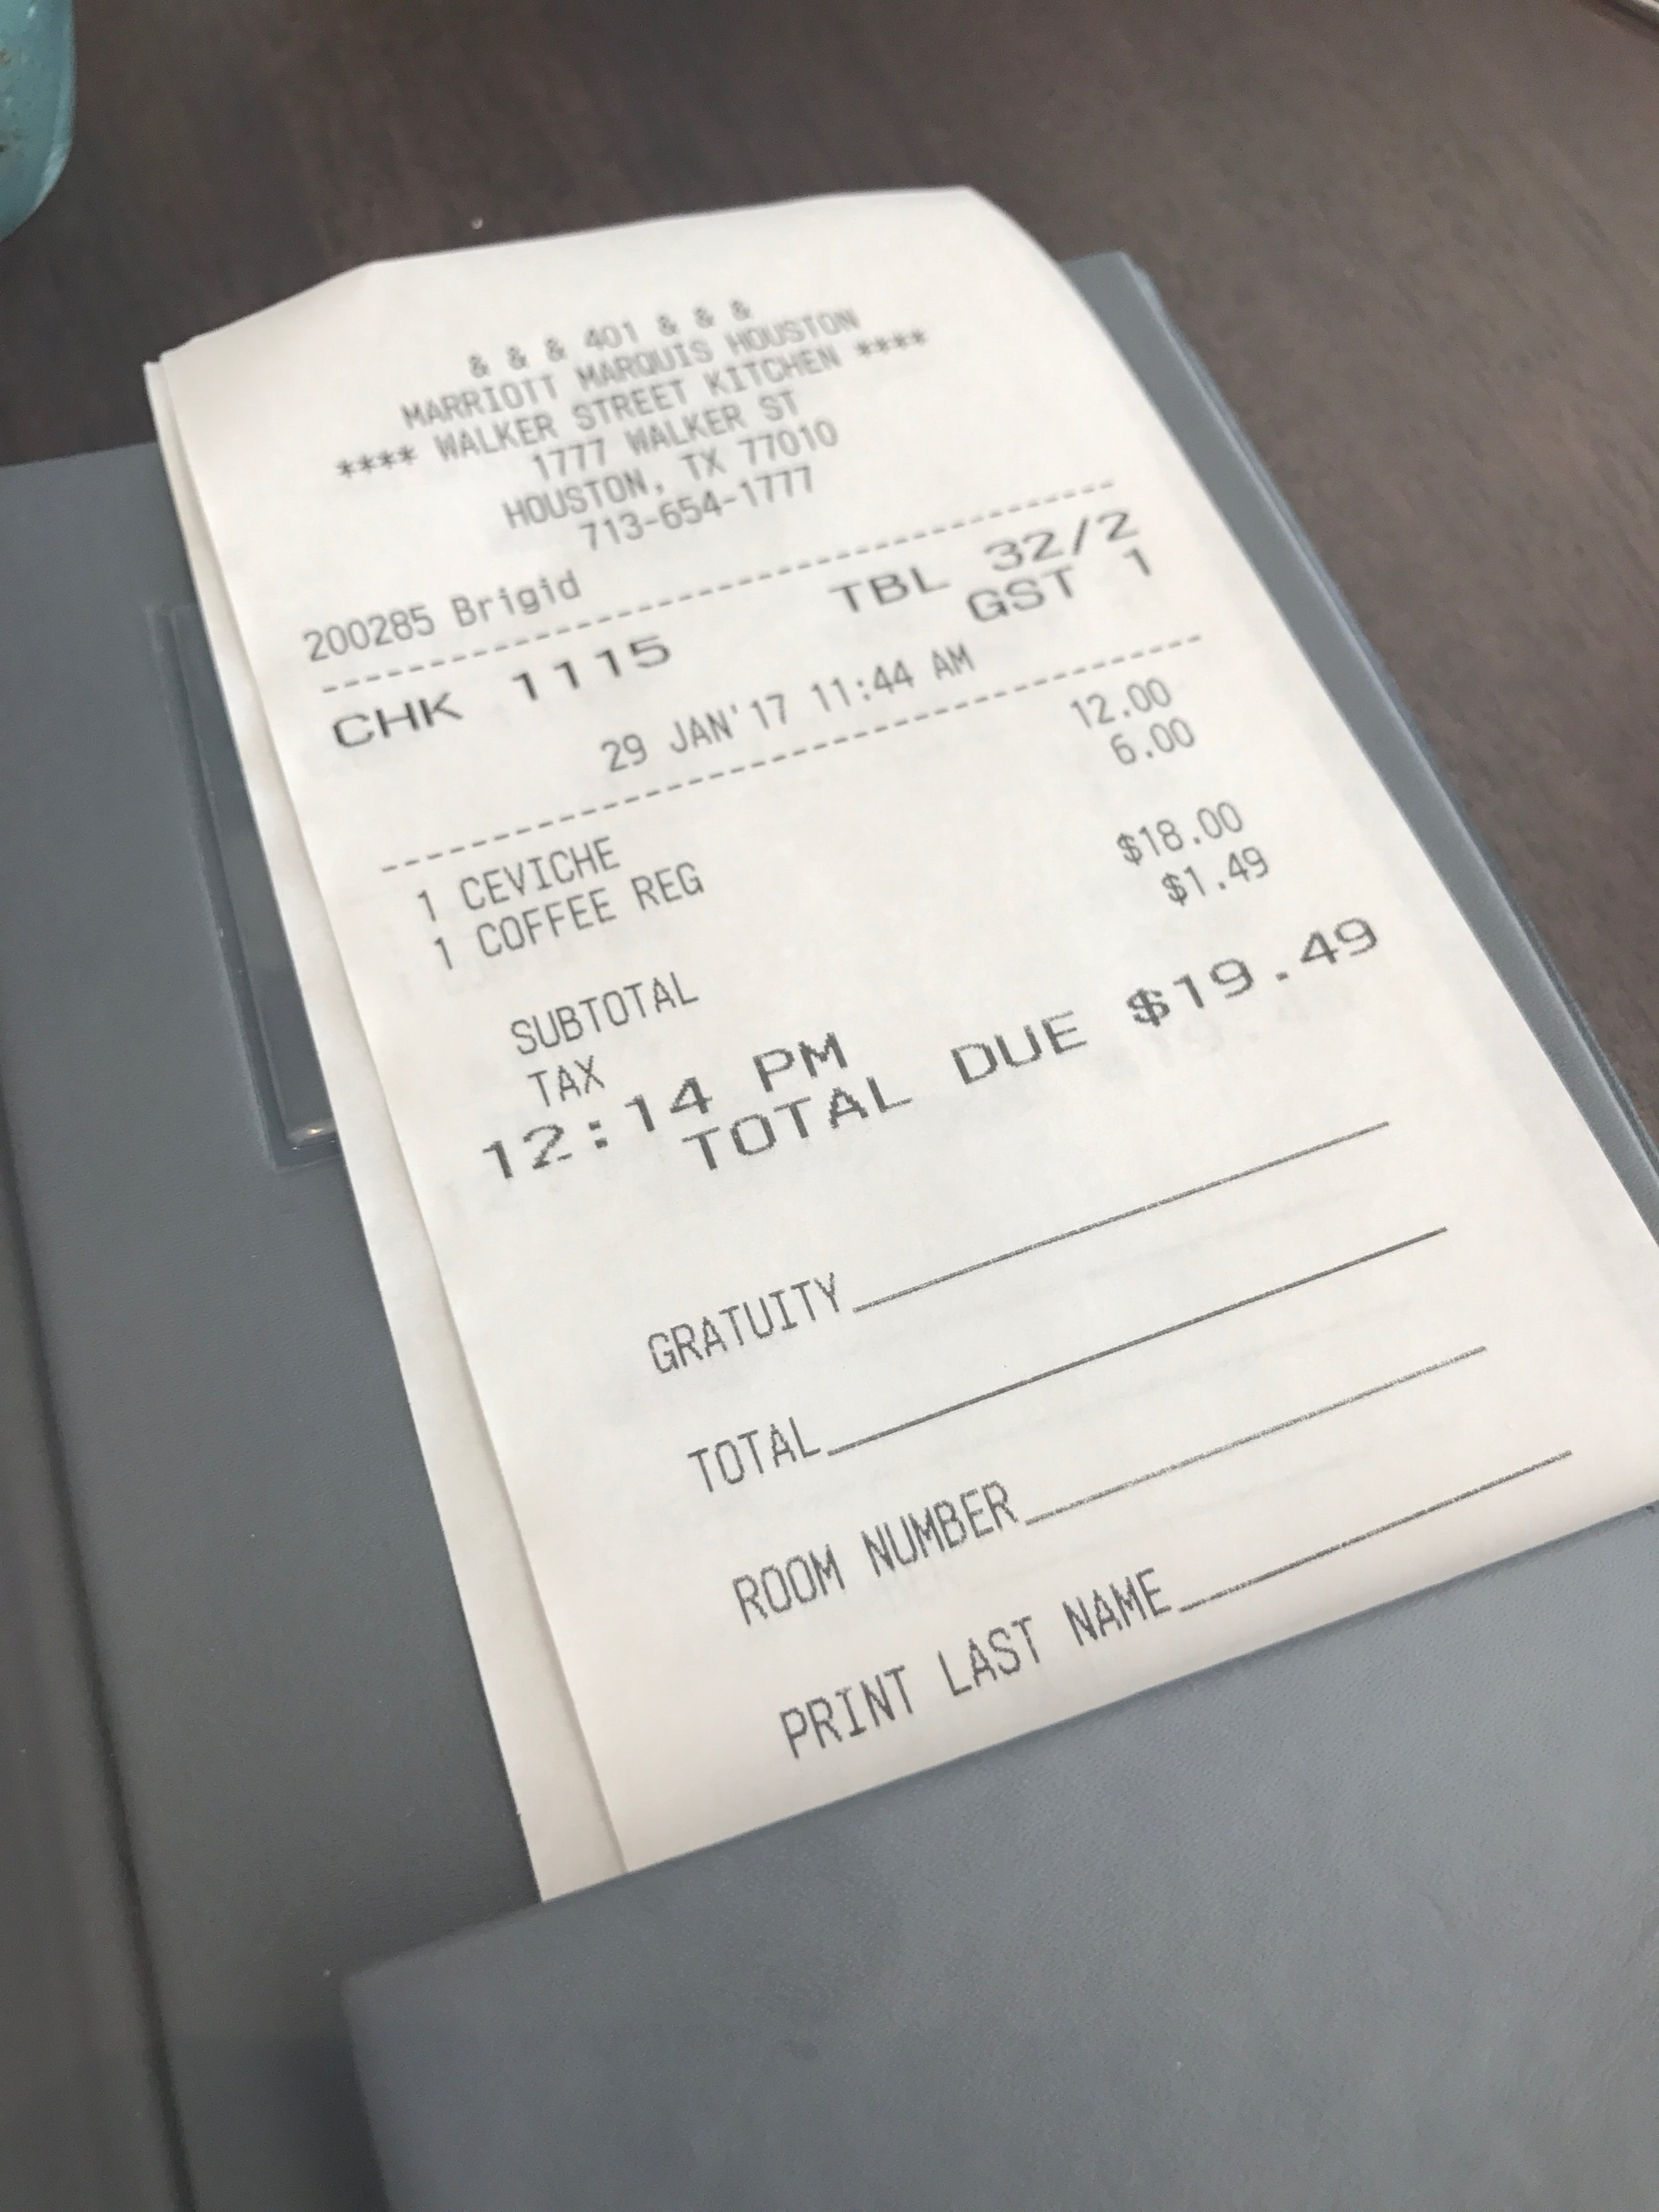 & & & 401 & & &
MARRIOTT MARQUIS HOUSTON
**** WALKER STREET KITCHEN ****
1777 WALKER ST
HOUSTON, TX 77010
713-654-1777
200285 Brigid
CHK 1115 TBL 32/2
GST 1
29 JAN'17 11:44 AM
1 CEVICHE 12.00
1 COFFEE REG 6.00
SUBTOTAL $18.00
TAX $1.49
12:14 PM
TOTAL DUE $19.49
GRATUITY
TOTAL
ROOM NUMBER
PRINT LAST NAME